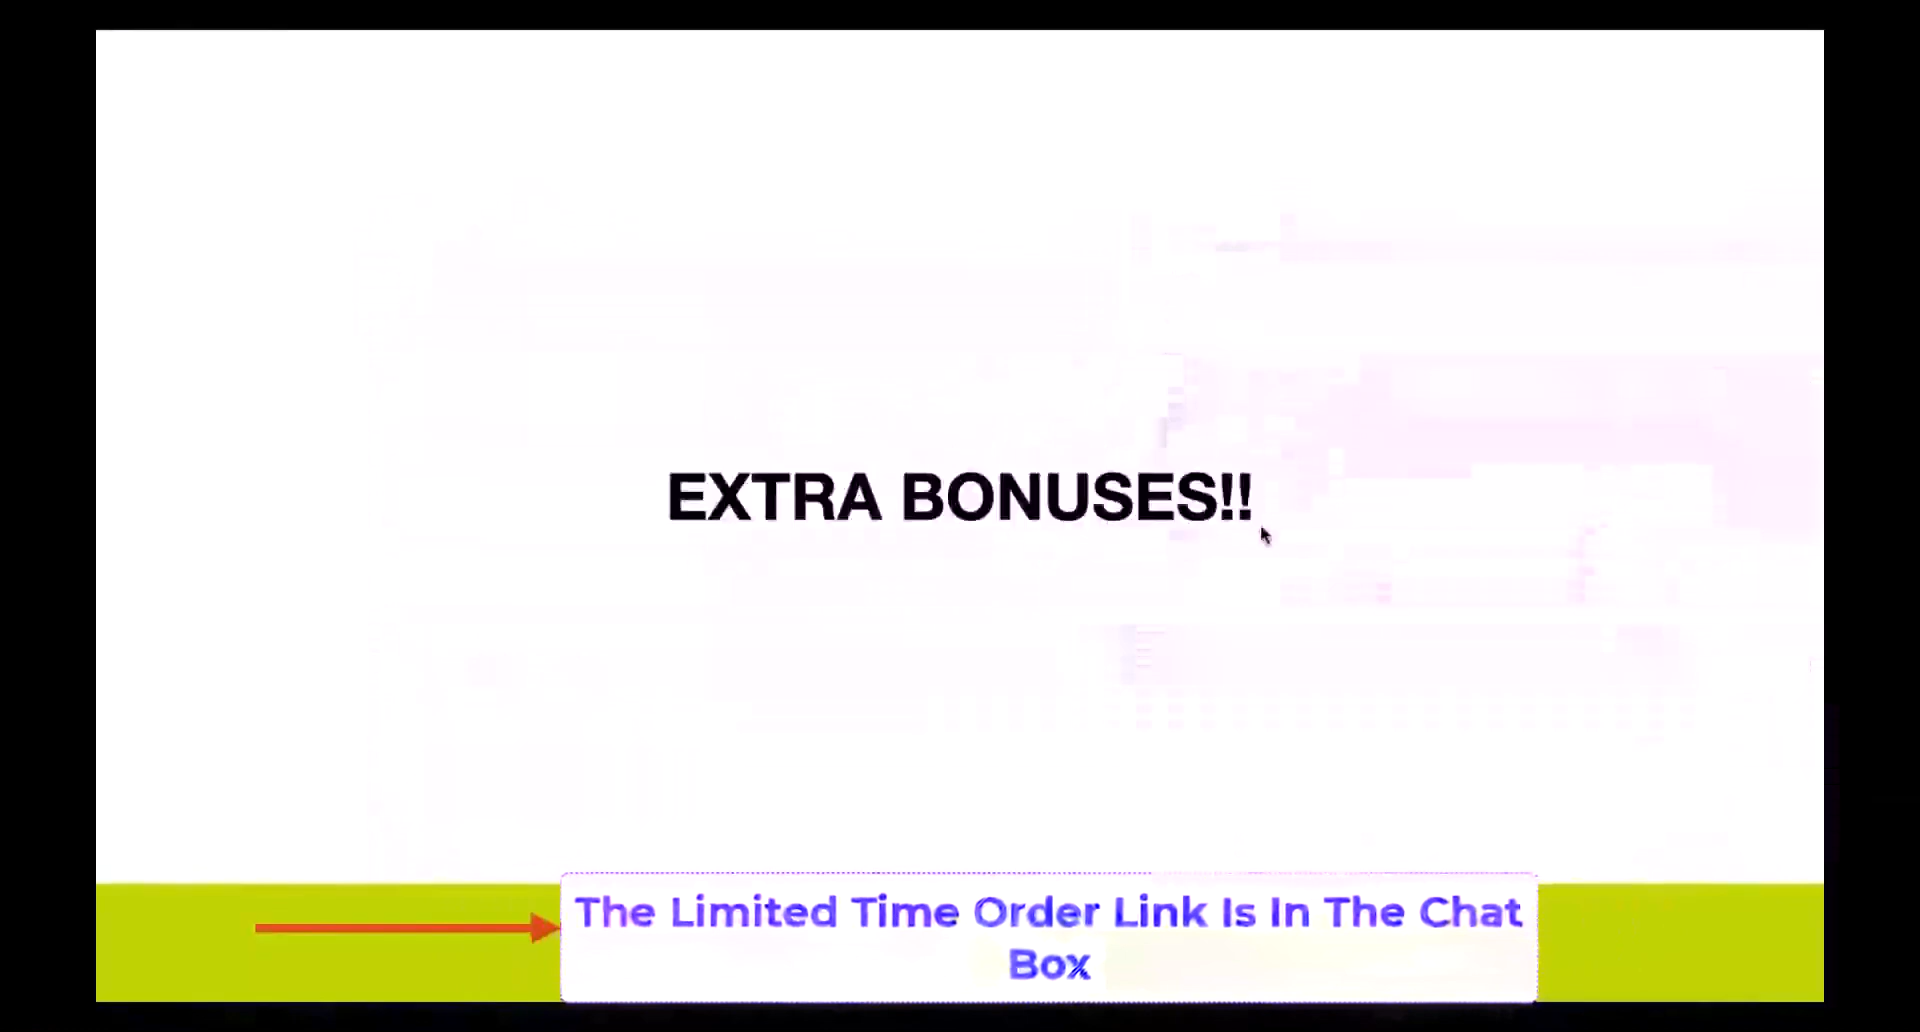 EXTRA BONUSES!!
The Limited Time Order Link Is In The Chat
Box